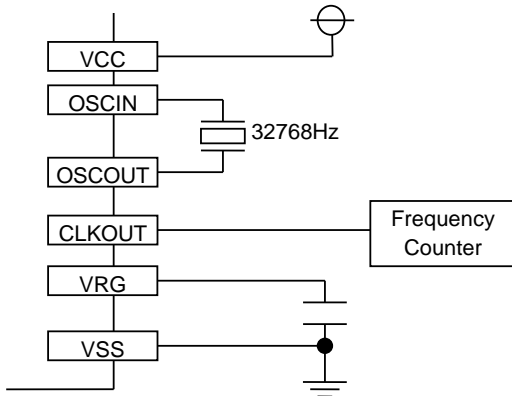 VCC
OSCIN
32768Hz
OSCOUT
CLKOUT
Frequency
Counter
VRG
VSS